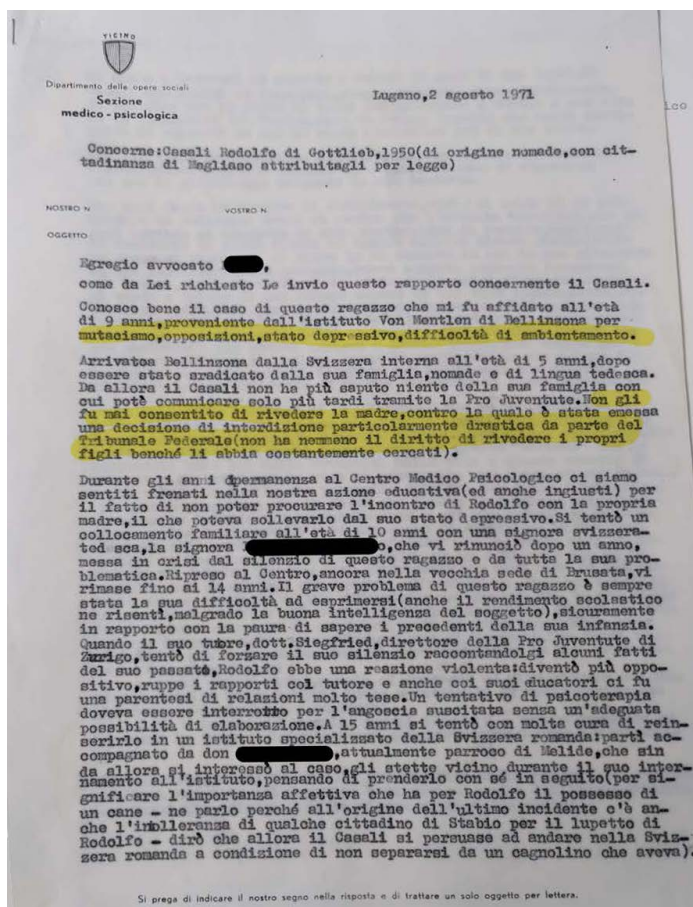 TICINO
Dipartimento delle opere sociali
Sezione
medico - psicologica
Lugano,2 agosto 1971
Concerne:Casali Rodolfo di Gottlieb,1950(di origine nomade,con cit-
tadinanza di Magliaso attribuitagli per legge)
NOSTRO N.
VOSTRO N.
OGGETTO
Egregio avvocato ,
come da Lei richiesto Le invio questo rapporto concernente il Casali.
Conosco bene il caso di questo ragazzo che mi fu affidato all'età
di 9 anni,proveniente dall'istituto Von Mentlen di Bellinzona per
mutacismo,opposizioni,stato depressivo,difficoltà di ambientamento.
Arrivatoa Bellinzona dalla Svizzera interna all'età di 5 anni,dopo
essere stato sradicato dalla sua famiglia,nomade e di lingua tedesca.
Da allora il Casali non ha più saputo niente della sua famiglia con
cui potè comunicare solo più tardi tramite la Pro Juventute.Non gli
fu mai consentito di rivedere la madre,contro la quale è stata emessa
una decisione di interdizione particolarmente drastica da parte del
Tribunale Federale(non ha nemmeno il diritto di rivedere i propri
figli benché li abbia costantemente cercati).
Durante gli anni permanenza al Centro Medico Psicologico ci siamo
sentiti frenati nella nostra azione educativa(ed anche ingiusti) per
il fatto di non poter procurare l'incontro di Rodolfo con la propria
madre,il che poteva sollevarlo dal suo stato depressivo.Si tentò un
collocamento familiare all'età di 10 anni con una signora svizzera-
ted sca,la signora o,che vi rinunciò dopo un anno,
messa in crisi dal silenzio di questo ragazzo e da tutta la sua pro-
blematica.Ripreso al Centro,ancora nella vecchia sede di Brusata,vi
rimase fino ai 14 anni.Il grave problema di questo ragazzo è sempre
stata la sua difficoltà ad esprimersi(anche il rendimento scolastico
ne risentì,malgrado la buona intelligenza del soggetto),sicuramente
in rapporto con la paura di sapere i precedenti della sua infanzia.
Quando il suo tutore,dott.Siegfried,direttore della Pro Juventute di
Zurigo,tentò di forzare il suo silenzio raccontandolgi alcuni fatti
del suo passato,Rodolfo ebbe una reazione violenta:diventò più oppo-
sitivo,ruppe i rapporti col tutore e anche coi suoi educatori ci fu
una parentesi di relazioni molto tese.Un tentativo di psicoterapia
doveva essere interrotto per l'angoscia suscitata senza un'adeguata
possibilità di elaborazione.A 15 anni si tentò con molta cura di rein-
serirlo in un istituto specializzato della Svizzera romanda:partì ac-
compagnato da don ,attualmente parroco di Melide,che sin
da allora si interessò al caso,gli stette vicino durante il suo inter-
namento all'istituto,pensando di prenderlo con sé in seguito(per si-
gnificare l'importanza affettiva che ha per Rodolfo il possesso di
un cane - ne parlo perché all'origine dell'ultimo incidente c'è an-
che l'intolleranza di qualche cittadino di Stabio per il lupetto di
Rodolfo - dirò che allora il Casali si persuase ad andare nella Sviz-
zera romanda a condizione di non separarsi da un cagnolino che aveva).
Si prega di indicare il nostro segno nella risposta e di trattare un solo oggetto per lettera.